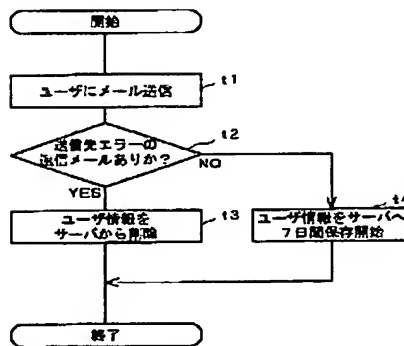 開始
ユーザにメール送信
t1
送信先エラーの
返信メールありか？
t2
NO
YES
ユーザ情報を
サーバから削除
t3
ユーザ情報をサーバへ
７日間保存開始
t4
終了